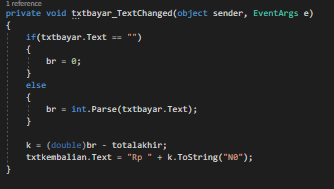 1 reference
private void txtbayar_TextChanged(object sender, EventArgs e)
{
if(txtbayar.Text == "")
{
br = 0;
}
else
{
br = int.Parse(txtbayar.Text);
}
k = (double)br - totalakhir;
txtkembalian.Text = "Rp " + k.ToString("N0");
}